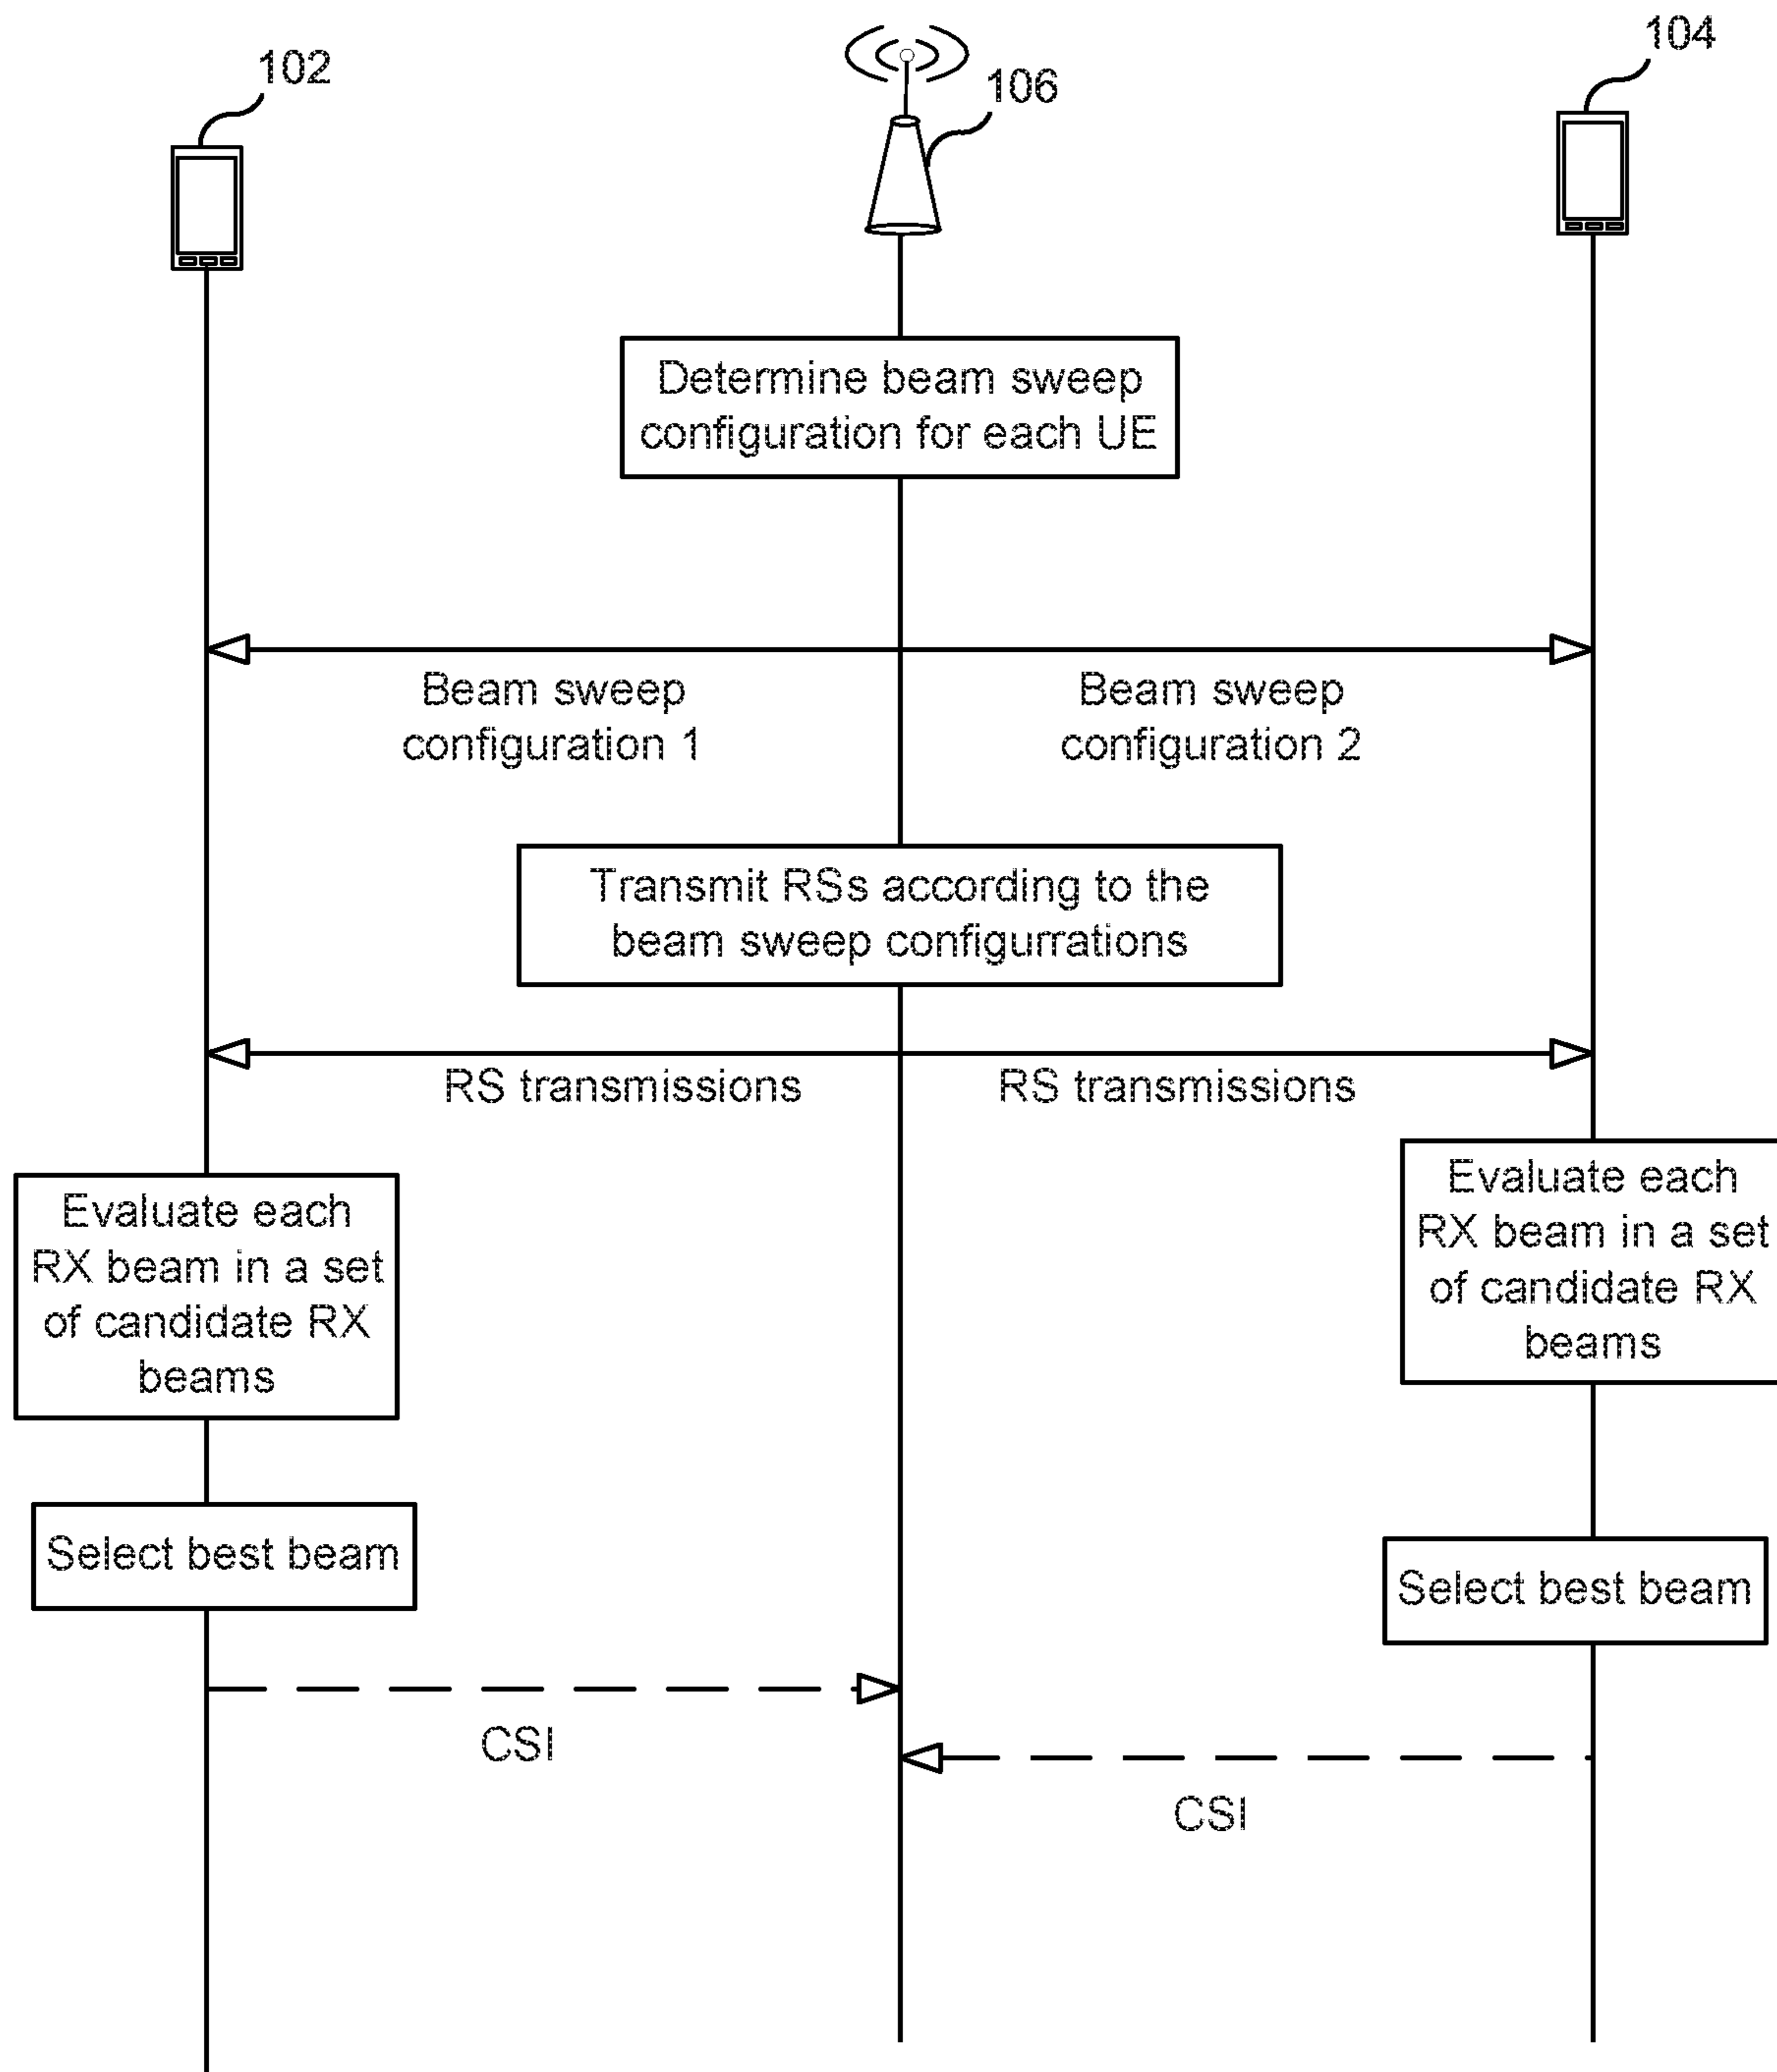 102
106
104
Determine beam sweep
configuration for each UE
Beam sweep
configuration 1
Beam sweep
configuration 2
Transmit RSs according to the
beam sweep configurrations
RS transmissions
RS transmissions
Evaluate each
RX beam in a set
of candidate RX
beams
Evaluate each
RX beam in a set
of candidate RX
beams
Select best beam
Select best beam
CSI
CSI